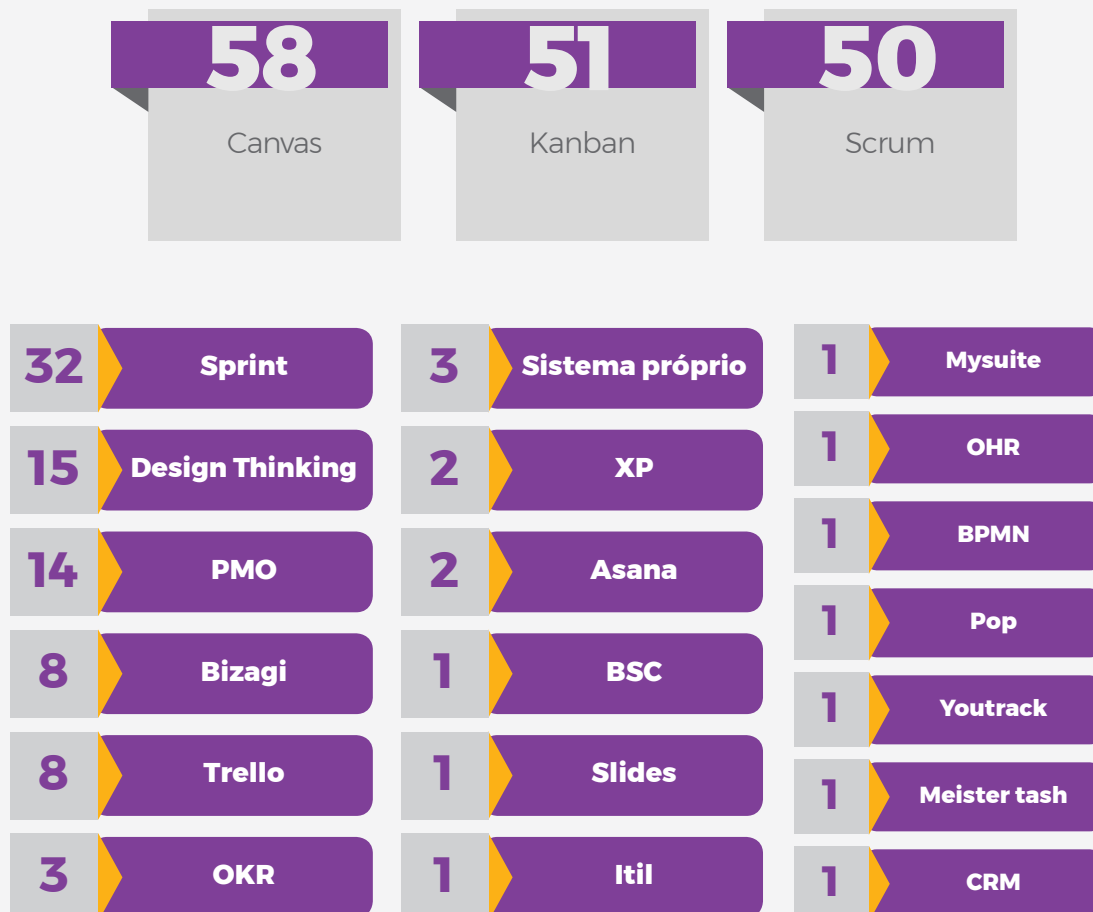 58
Canvas
51
Kanban
50
Scrum
32 Sprint
15 Design Thinking
14 PMO
8 Bizagi
8 Trello
3 OKR
3 Sistema próprio
2 XP
2 Asana
1 BSC
1 Slides
1 Itil
1 Mysuite
1 OHR
1 BPMN
1 Pop
1 Youtrack
1 Meister tash
1 CRM